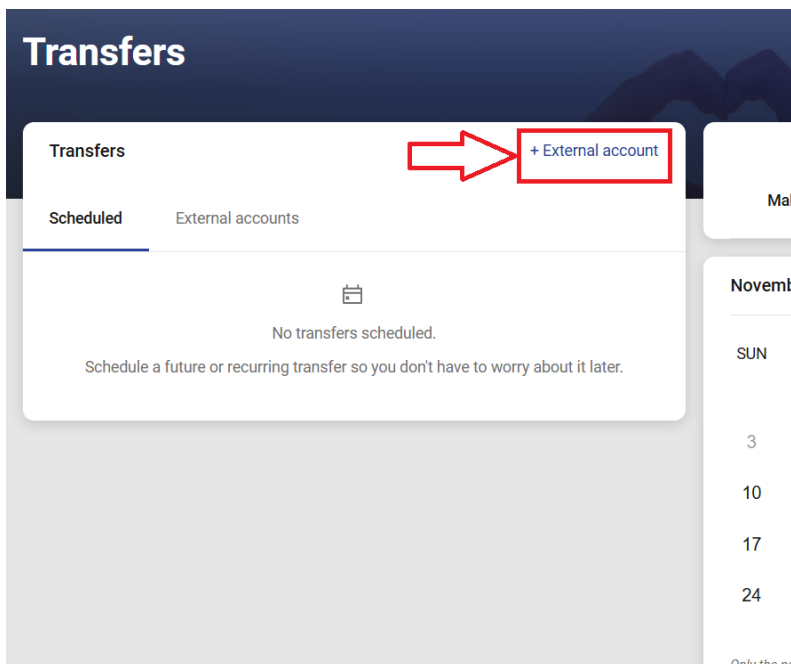 Transfers
Transfers
+ External account
Scheduled
External accounts
No transfers scheduled.
Schedule a future or recurring transfer so you don't have to worry about it later.
Novemb
SUN
3
10
17
24